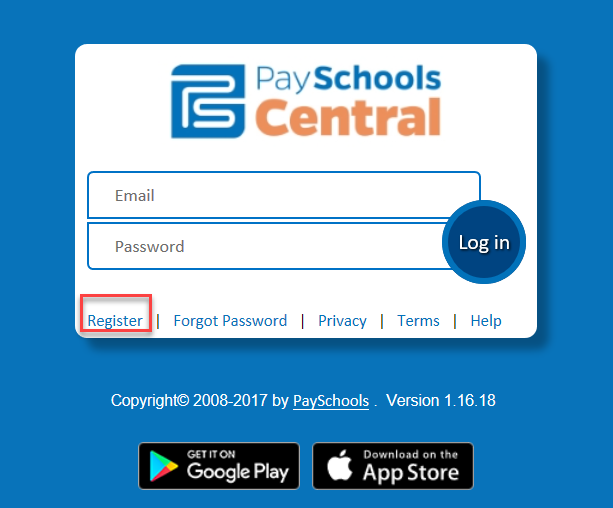 PaySchools
Central
Email
Password
Log in
Register | Forgot Password | Privacy | Terms | Help
Copyright© 2008-2017 by PaySchools . Version 1.16.18
GET IT ON
Google Play
Download on the
App Store